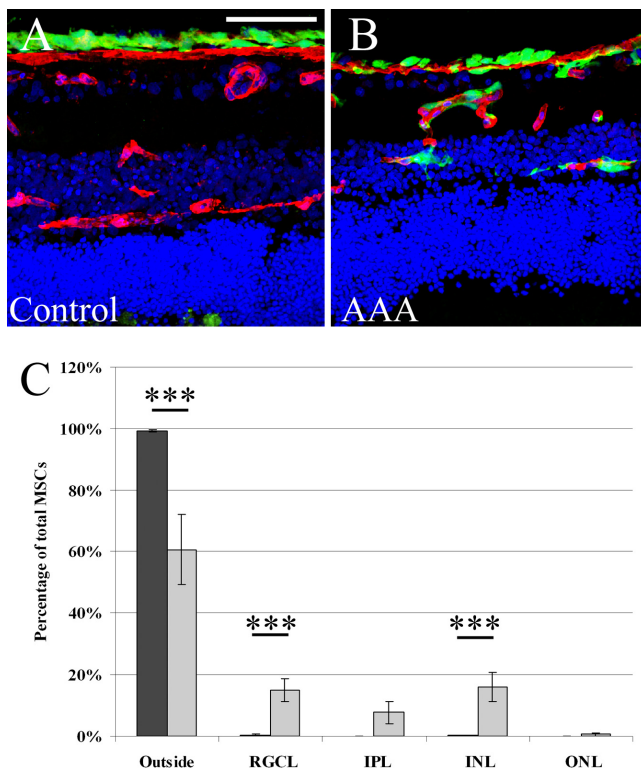 A
B
Control
AAA
C
120%
100%
80%
60%
40%
20%
0%
Percentage of total MSCs
***
***
***
Outside RGCL IPL INL ONL